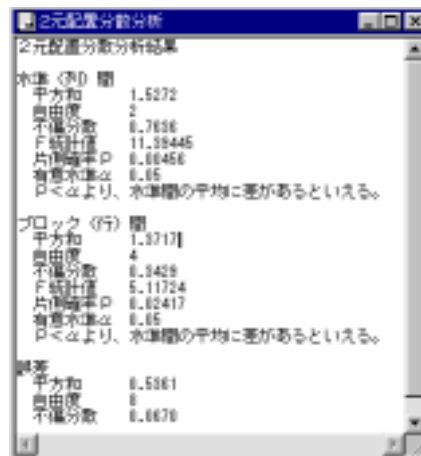 2元配置分散分析
2元配置分散分析結果
水準（列）間
平方和 1.5272
自由度 2
不偏分散 0.7636
F統計値 11.39445
片側確率P 0.00456
有意水準α 0.05
P<αより、水準間の平均に差があるといえる。
ブロック（行）間
平方和 1.3717
自由度 4
不偏分散 0.3429
F統計値 5.11724
片側確率P 0.02417
有意水準α 0.05
P<αより、水準間の平均に差があるといえる。
誤差
平方和 0.5361
自由度 8
不偏分散 0.0670